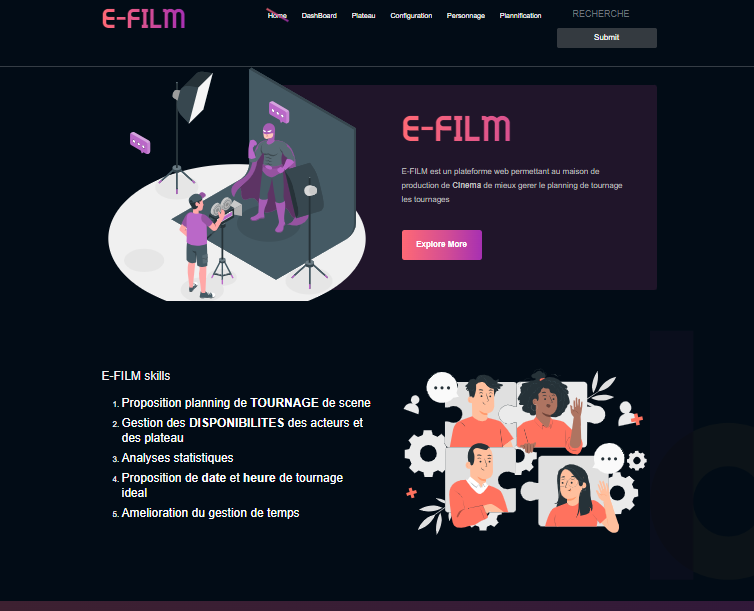 E-FILM
Home DashBoard Plateau Configuration Personnage Plannification
RECHERCHE
Submit
E-FILM
E-FILM est un plateforme web permettant au maison de
production de Cinema de mieux gerer le planning de tournage
les tournages
Explore More
E-FILM skills
1. Proposition planning de TOURNAGE de scene
2. Gestion des DISPONIBILITES des acteurs et
des plateau
3. Analyses statistiques
4. Proposition de date et heure de tournage
ideal
5. Amelioration du gestion de temps